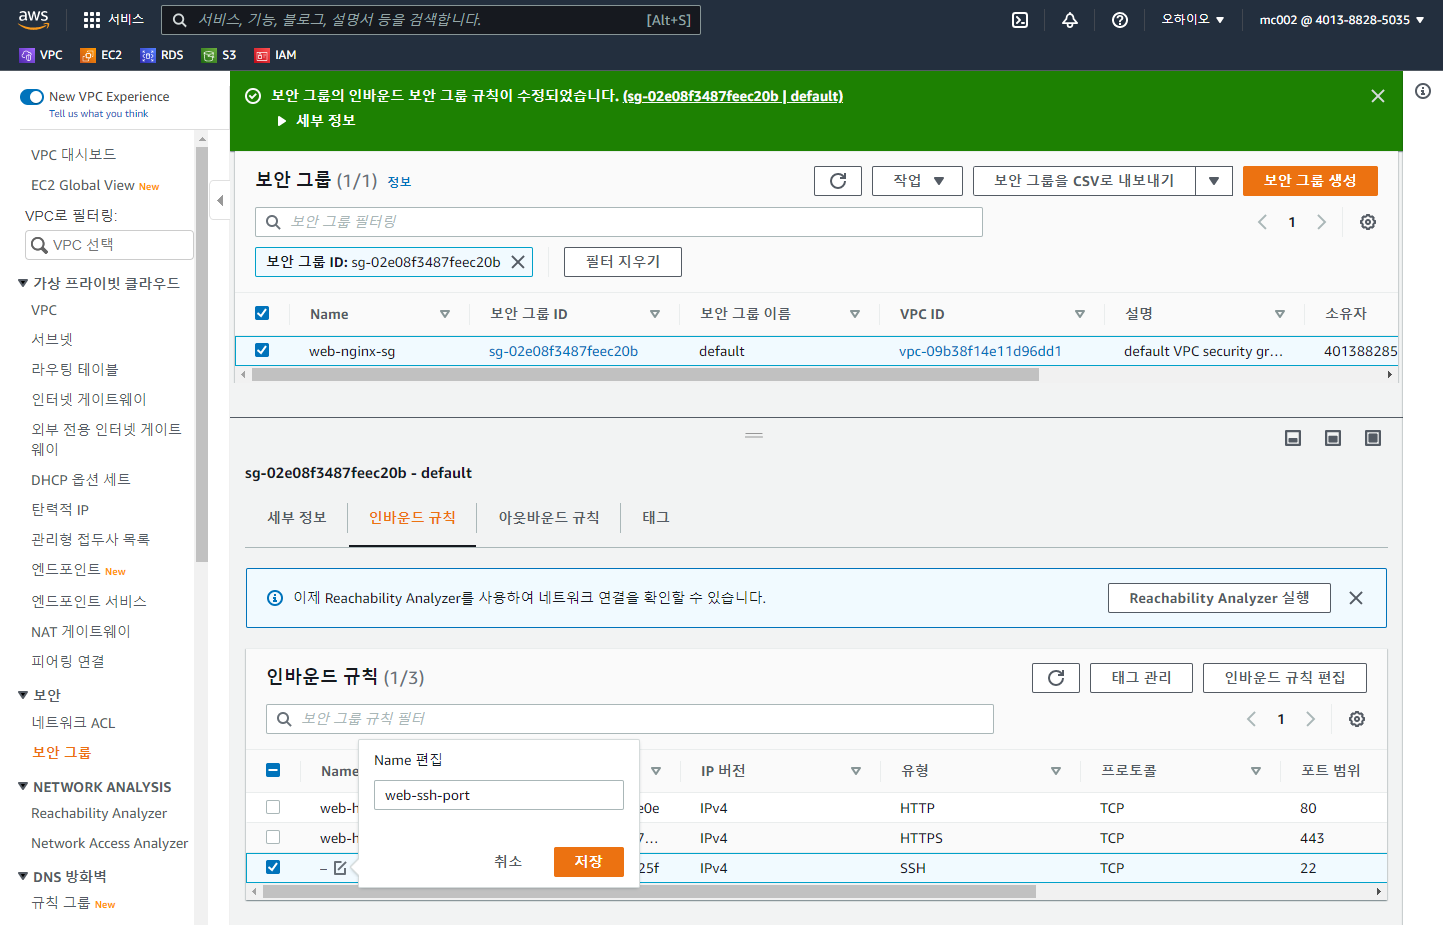 aws
서비스
서비스, 기능, 블로그, 설명서 등을 검색합니다.
[Alt+S]
오하이오 ▼
mc002 @ 4013-8828-5035 ▼
VPC
EC2
RDS
S3
IAM
New VPC Experience
Tell us what you think
VPC 대시보드
EC2 Global View New
VPC로 필터링:
VPC 선택
가상 프라이빗 클라우드
VPC
서브넷
라우팅 테이블
인터넷 게이트웨이
외부 전용 인터넷 게이트
웨이
DHCP 옵션 세트
탄력적 IP
관리형 접두사 목록
엔드포인트 New
엔드포인트 서비스
NAT 게이트웨이
피어링 연결
보안
네트워크 ACL
보안 그룹
NETWORK ANALYSIS
Reachability Analyzer
Network Access Analyzer
DNS 방화벽
규칙 그룹 New
보안 그룹의 인바운드 보안 그룹 규칙이 수정되었습니다. (sg-02e08f3487feec20b | default)
▶ 세부 정보
보안 그룹 (1/1) 정보
작업 ▼
보안 그룹을 CSV로 내보내기
보안 그룹 생성
보안 그룹 필터링
1
보안 그룹 ID: sg-02e08f3487feec20b
필터 지우기
Name
보안 그룹 ID
보안 그룹 이름
VPC ID
설명
소유자
web-nginx-sg
sg-02e08f3487feec20b
default
vpc-09b38f14e11d96dd1
default VPC security gr...
401388285
sg-02e08f3487feec20b - default
세부 정보
인바운드 규칙
아웃바운드 규칙
태그
이제 Reachability Analyzer를 사용하여 네트워크 연결을 확인할 수 있습니다.
Reachability Analyzer 실행
인바운드 규칙 (1/3)
태그 관리
인바운드 규칙 편집
보안 그룹 규칙 필터
1
Name
IP 버전
유형
프로토콜
포트 범위
web-h
e0e
IPv4
HTTP
TCP
80
web-h
7...
IPv4
HTTPS
TCP
443
–
25f
IPv4
SSH
TCP
22
Name 편집
web-ssh-port
취소
저장